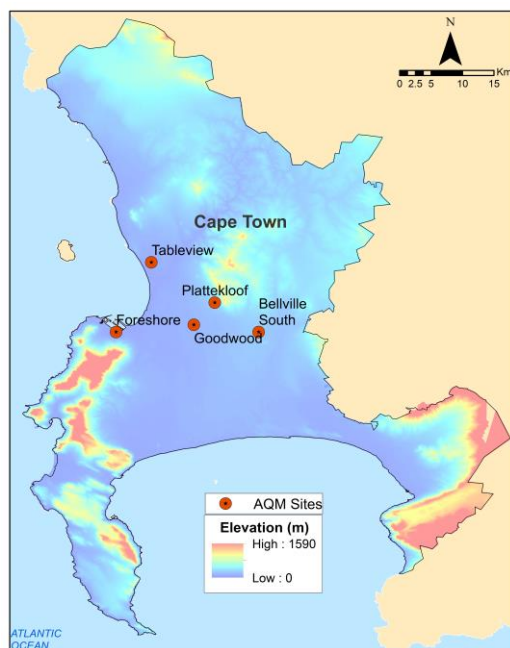 N
Km
0 2.5 5 10 15
Cape Town
Tableview
Plattekloof
Bellville
South
Foreshore
Goodwood
AQM Sites
Elevation (m)
High : 1590
Low : 0
ATLANTIC
OCEAN